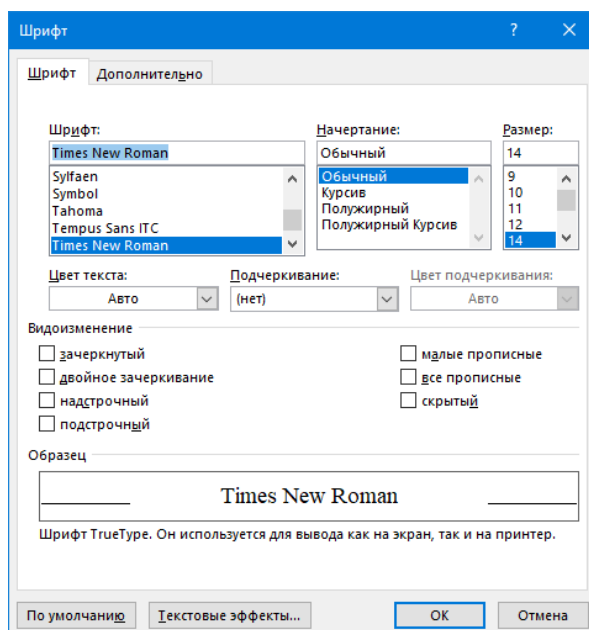 Шрифт ? ×
Шрифт Дополнительно
Шрифт: Начертание: Размер:
Times New Roman Обычный 14
Sylfaen Обычный 9
Symbol Курсив 10
Tahoma Полужирный 11
Tempus Sans ITC Полужирный Курсив 12
Times New Roman 14
Цвет текста: Подчеркивание: Цвет подчеркивания:
Авто (нет) Авто
Видоизменение
зачеркнутый малые прописные
двойное зачеркивание все прописные
надстрочный скрытый
подстрочный
Образец
Times New Roman
Шрифт TrueType. Он используется для вывода как на экран, так и на принтер.
По умолчанию Текстовые эффекты... ОК Отмена